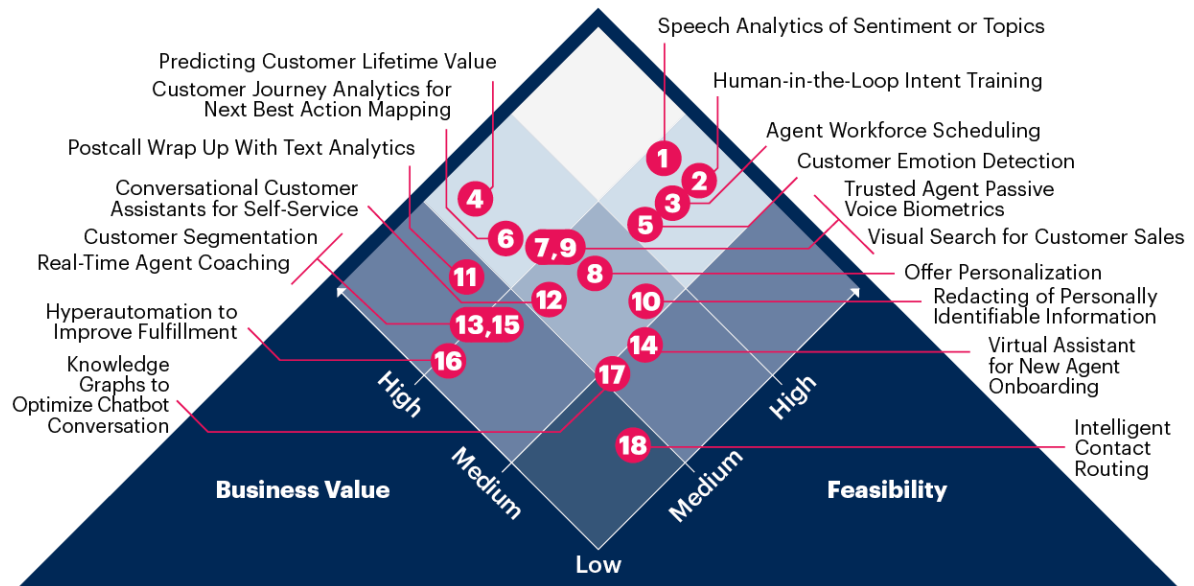 Speech Analytics of Sentiment or Topics
Predicting Customer Lifetime Value
Human-in-the-Loop Intent Training
Customer Journey Analytics for
Next Best Action Mapping
Agent Workforce Scheduling
Postcall Wrap Up With Text Analytics
Customer Emotion Detection
Conversational Customer
Assistants for Self-Service
Trusted Agent Passive
Voice Biometrics
Customer Segmentation
Visual Search for Customer Sales
Real-Time Agent Coaching
Offer Personalization
Redacting of Personally
Identifiable Information
Hyperautomation to
Improve Fulfillment
Virtual Assistant
for New Agent
Onboarding
Knowledge
Graphs to
Optimize Chatbot
Conversation
Intelligent
Contact
Routing
1
2
3
4
5
6
7,9
8
11
12
10
13,15
14
16
17
18
High
High
Medium
Medium
Low
Business Value
Feasibility